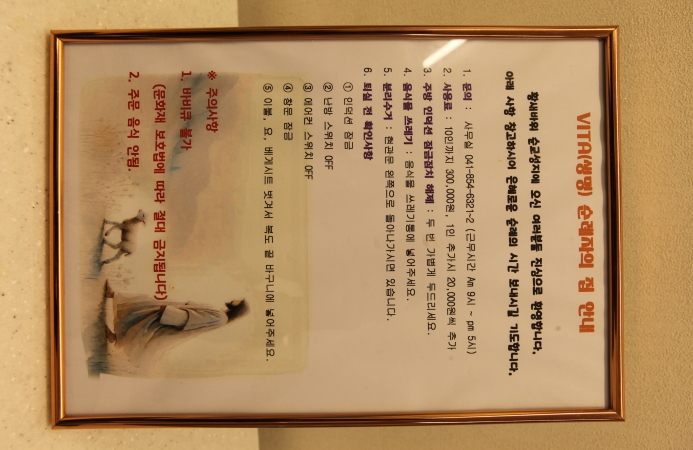 VITA(생명) 순례자의 집 안내
황새바위 순교성지에 오신 여러분을 진심으로 환영합니다.
아래 사항 참고하시어 은혜로운 순례의 시간 보내시길 기도합니다.
1. 문의 : 사무실 041-854-6321~2 (근무시간 Am 9시 ~ pm 5시)
2. 사용료 : 10인까지 300,000원, 1인 추가시 20,000원씩 추가
3. 주방 인덕션 잠금장치 해제 : 두 번 가볍게 두드리세요.
4. 음식물 쓰레기 : 음식물 쓰레기통에 넣어주세요.
5. 분리수거 : 현관문 왼쪽으로 돌아나가시면 있습니다.
6. 퇴실 전 확인사항
① 인덕션 잠금
② 난방 스위치 OFF
③ 에어컨 스위치 OFF
④ 창문 잠금
⑤ 이불, 요, 베개시트 벗겨서 복도 끝 바구니에 넣어주세요.
※ 주의사항
1. 바비큐 불가
(문화재 보호법에 따라 절대 금지됩니다)
2. 주문 음식 안됨.